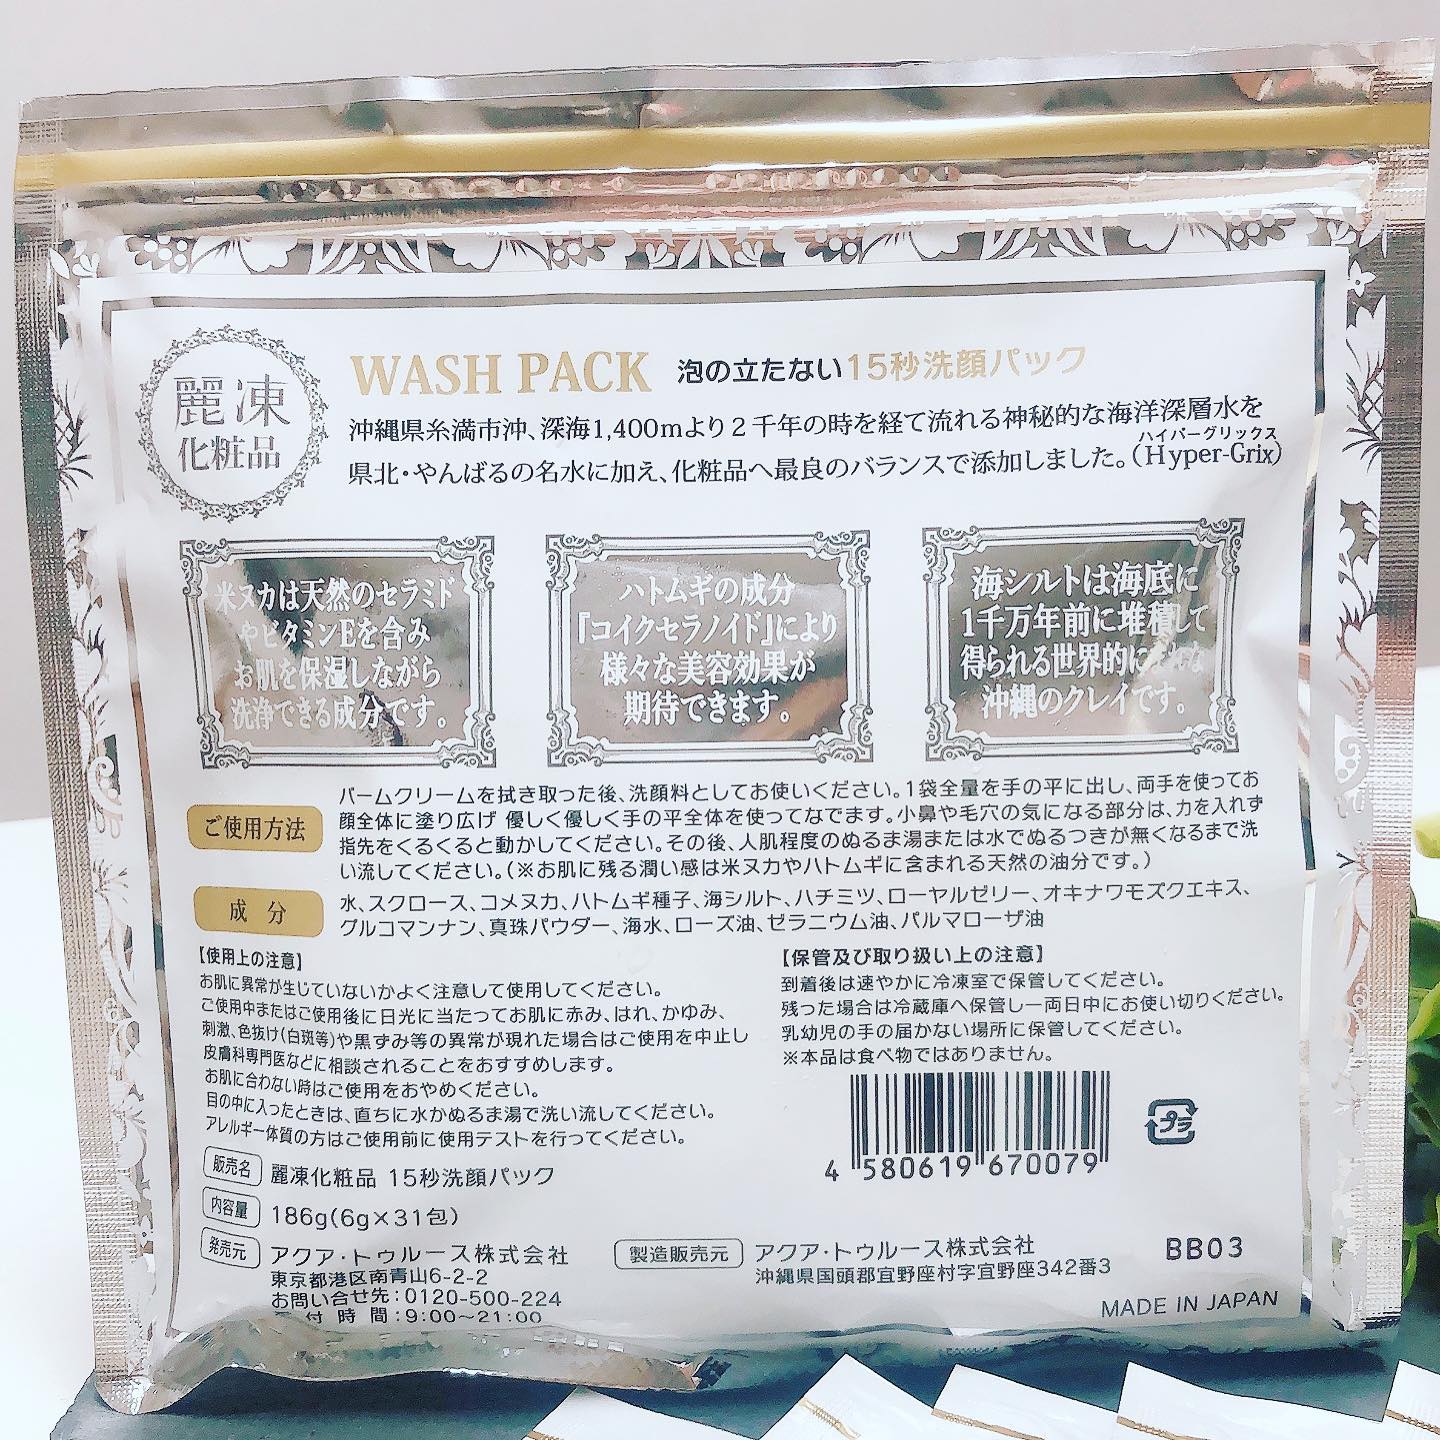 麗凍
化粧品
WASH PACK 泡の立たない15秒洗顔パック
沖縄県糸満市沖、深海1,400mより2千年の時を経て流れる神秘的な海洋深層水を
県北・やんばるの名水に加え、化粧品へ最良のバランスで添加しました。(Hyper-Grix)
ハイパーグリックス
米ヌカは天然のセラミド
やビタミンEを含み
お肌を保湿しながら
洗浄できる成分です。
ハトムギの成分
『コイクセラノイド』により
様々な美容効果が
期待できます。
海シルトは海底に
1千万年前に堆積して
得られる世界的に
沖縄のクレイです。
ご使用方法
バームクリームを拭き取った後、洗顔料としてお使いください。1袋全量を手の平に出し、両手を使ってお
顔全体に塗り広げ 優しく優しく手の平全体を使ってなでます。小鼻や毛穴の気になる部分は、力を入れず
指先をくるくると動かしてください。その後、人肌程度のぬるま湯または水でぬるつきが無くなるまで洗
い流してください。(※お肌に残る潤い感は米ヌカやハトムギに含まれる天然の油分です。)
成分
水、スクロース、コメヌカ、ハトムギ種子、海シルト、ハチミツ、ローヤルゼリー、オキナワモズクエキス、
グルコマンナン、真珠パウダー、海水、ローズ油、ゼラニウム油、パルマローザ油
【使用上の注意】
お肌に異常が生じていないかよく注意して使用してください。
ご使用中またはご使用後に日光に当たってお肌に赤み、はれ、かゆみ、
刺激、色抜け(白斑等)や黒ずみ等の異常が現れた場合はご使用を中止し
皮膚科専門医などに相談されることをおすすめします。
お肌に合わない時はご使用をおやめください。
目の中に入ったときは、直ちに水かぬるま湯で洗い流してください。
アレルギー体質の方はご使用前に使用テストを行ってください。
【保管及び取り扱い上の注意】
到着後は速やかに冷凍室で保管してください。
残った場合は冷蔵庫へ保管し一両日中にお使い切りください。
乳幼児の手の届かない場所に保管してください。
※本品は食べ物ではありません。
4 580619 670079
プラ
販売名 麗凍化粧品 15秒洗顔パック
内容量 186g(6g×31包)
発売元 アクア・トゥルース株式会社
東京都港区南青山6-2-2
お問い合せ先:0120-500-224
付時間:9:00~21:00
製造販売元 アクア・トゥルース株式会社
沖縄県国頭郡宜野座村字宜野座342番3
BB03
MADE IN JAPAN